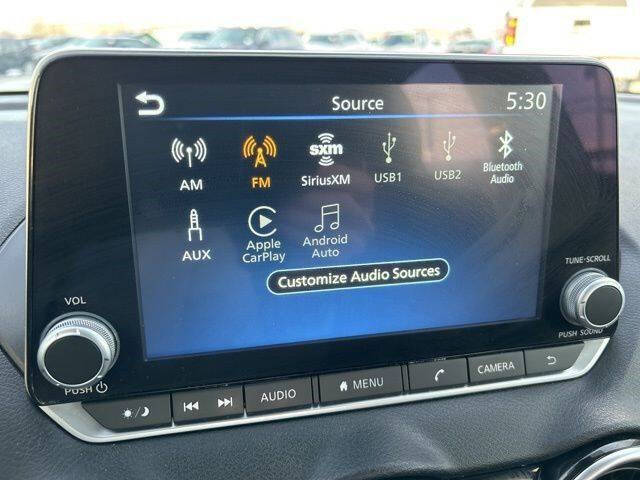 Source
5:30
AM
FM
sxm
SiriusXM
USB1
USB2
Bluetooth
Audio
AUX
Apple
CarPlay
Android
Auto
Customize Audio Sources
VOL
PUSH
TUNE•SCROLL
PUSH SOUND
AUDIO
MENU
CAMERA